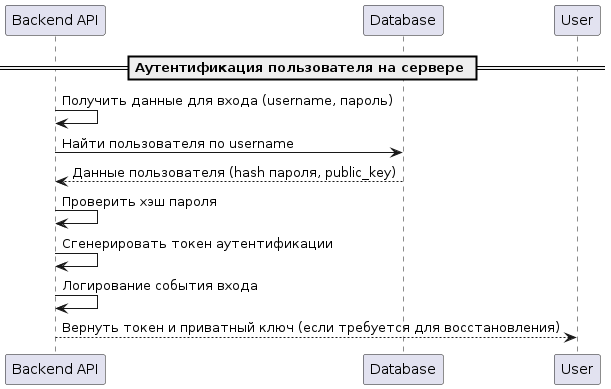 Backend API Database User
Аутентификация пользователя на сервере
Получить данные для входа (username, пароль)
Найти пользователя по username
Данные пользователя (hash пароля, public_key)
Проверить хэш пароля
Сгенерировать токен аутентификации
Логирование события входа
Вернуть токен и приватный ключ (если требуется для восстановления)
Backend API Database User